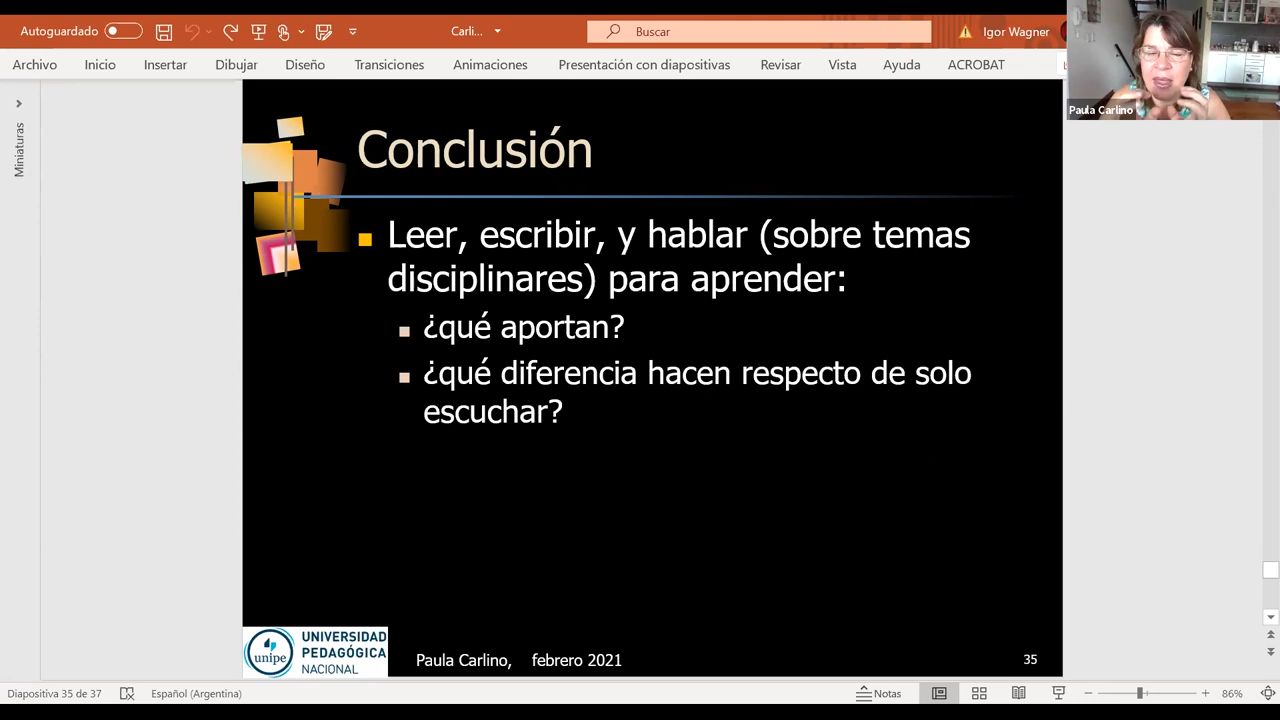 Autoguardado
Carli...
Buscar
Igor Wagner
Archivo Inicio Insertar Dibujar Diseño Transiciones Animaciones Presentación con diapositivas Revisar Vista Ayuda ACROBAT
Paula Carlino
Miniaturas
Conclusión
Leer, escribir, y hablar (sobre temas
disciplinares) para aprender:
¿qué aportan?
¿qué diferencia hacen respecto de solo
escuchar?
unipe
UNIVERSIDAD
PEDAGÓGICA
NACIONAL
Paula Carlino, febrero 2021
35
Diapositiva 35 de 37 Español (Argentina) Notas 86%